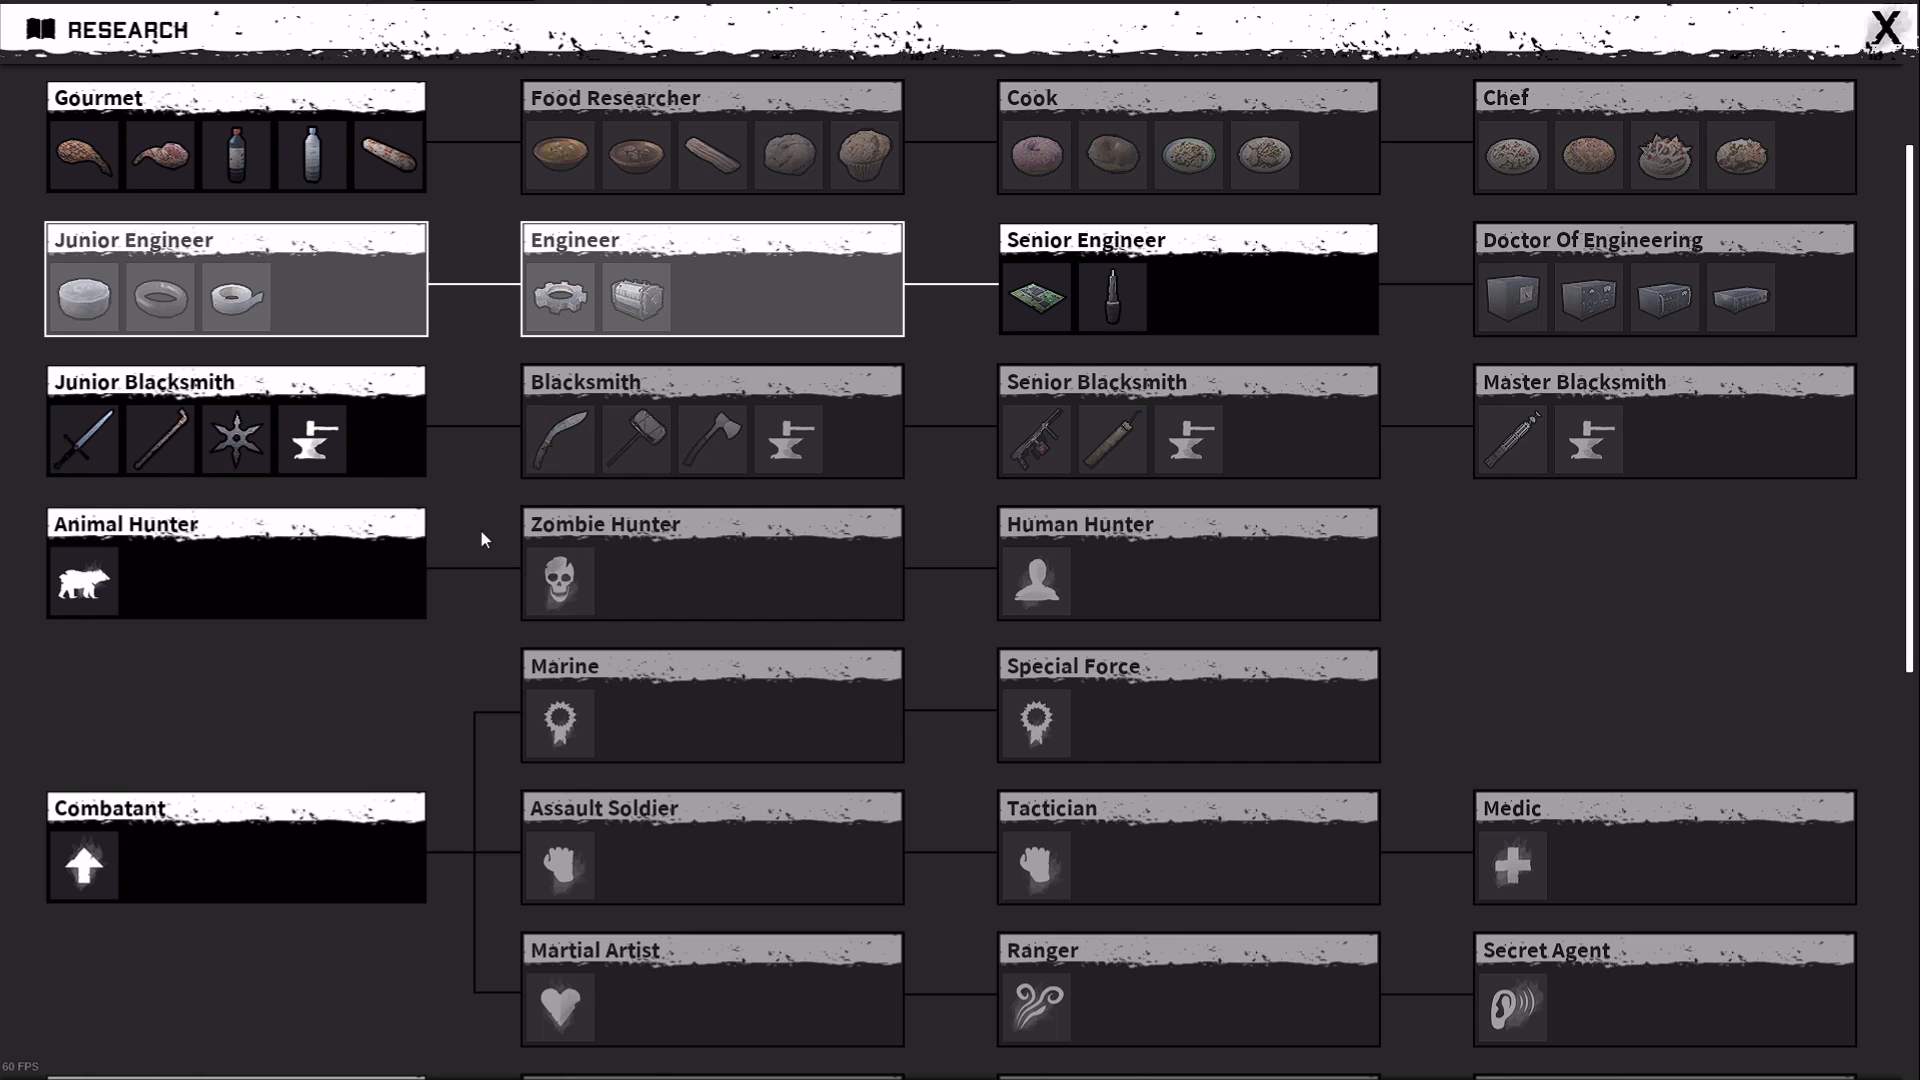 RESEARCH
X
Gourmet
Food Researcher
Cook
Chef
Junior Engineer
Engineer
Senior Engineer
Doctor Of Engineering
Junior Blacksmith
Blacksmith
Senior Blacksmith
Master Blacksmith
Animal Hunter
Zombie Hunter
Human Hunter
Marine
Special Force
Combatant
Assault Soldier
Tactician
Medic
Martial Artist
Ranger
Secret Agent
60 FPS